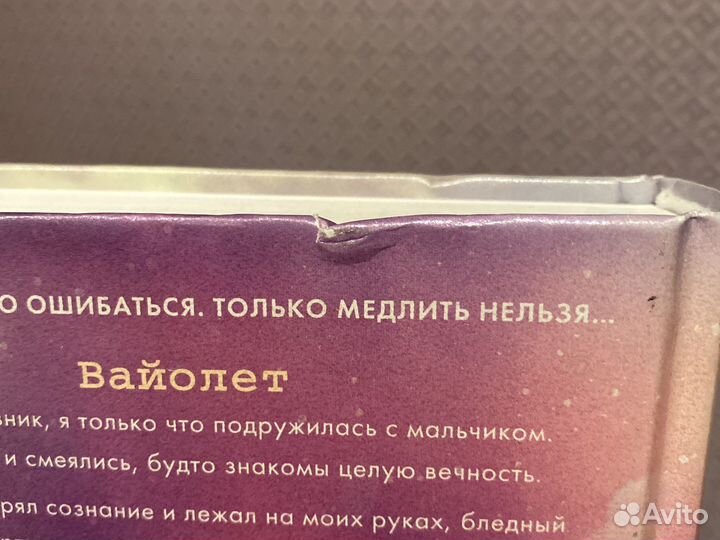 О ОШИБАТЬСЯ. ТОЛЬКО МЕДЛИТЬ НЕЛЬЗЯ...
Вайолет
вник, я только что подружилась с мальчиком.
и смеялись, будто знакомы целую вечность.
рял сознание и лежал на моих руках, бледный
Avito